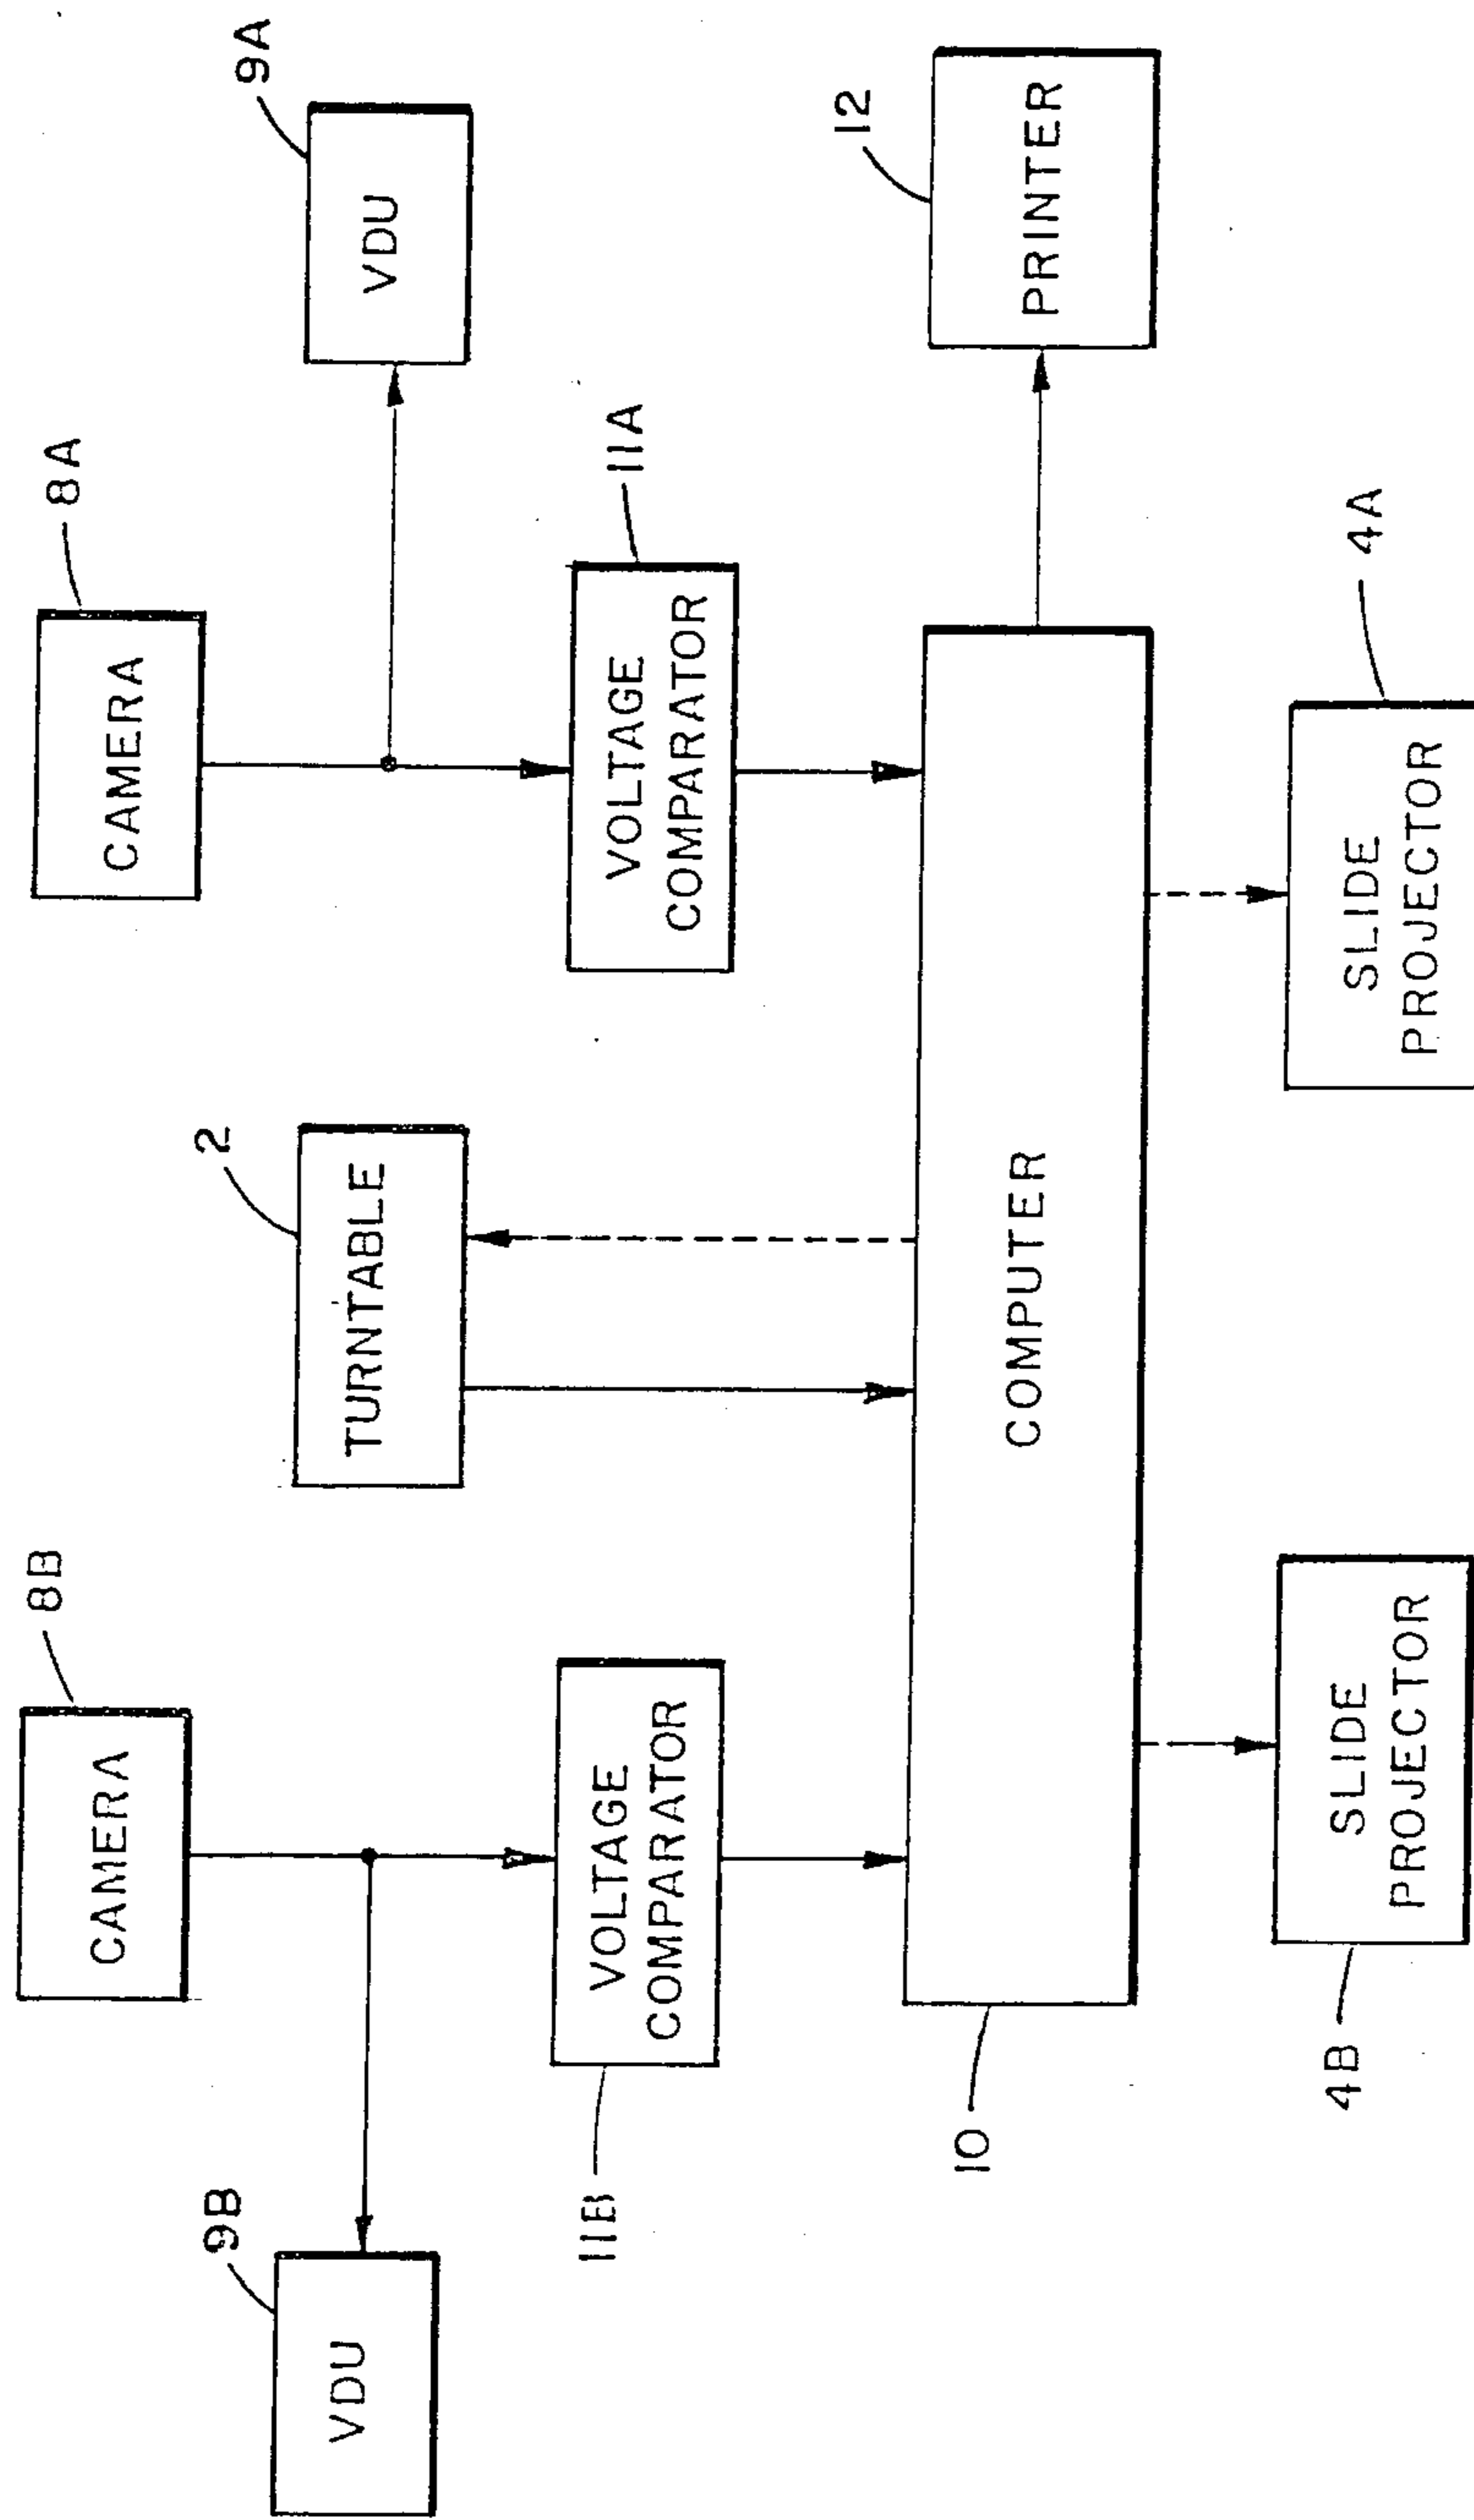 8B
8A
CAMERA
CAMERA
9B
2
9A
VDU
TURNTABLE
VDU
11B
VOLTAGE
COMPARATOR
VOLTAGE
COMPARATOR
11A
12
10
COMPUTER
PRINTER
4B
SLIDE
PROJECTOR
SLIDE
PROJECTOR
4A